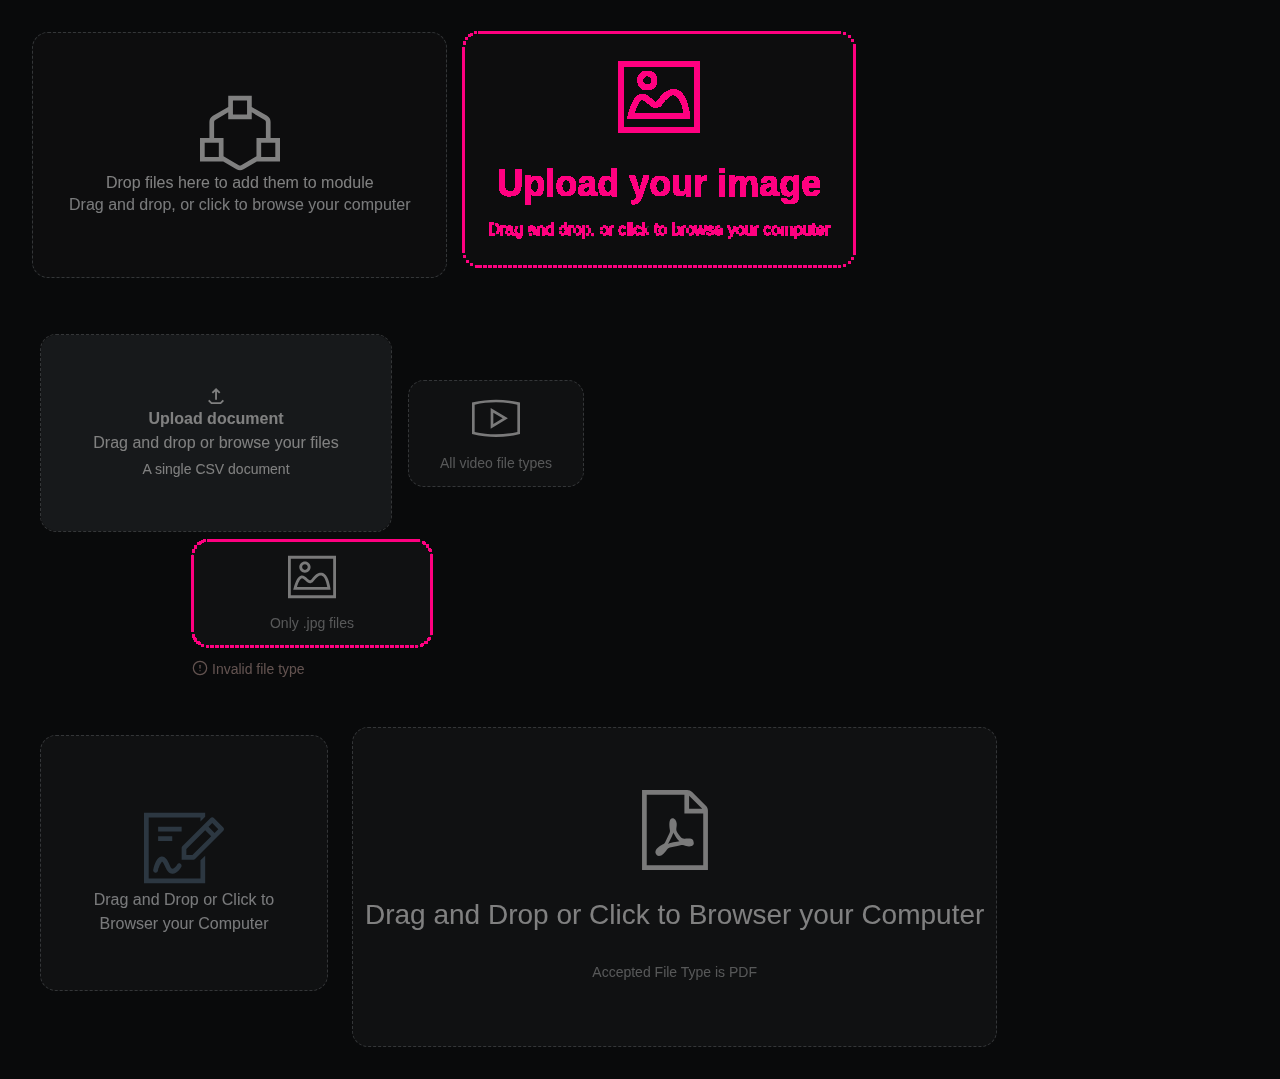 Drop files here to add them to module
Drag and drop, or click to browse your computer
Upload your image
Drag and drop, or click to browse your computer
Upload document
Drag and drop or browse your files
A single CSV document
All video file types
Only .jpg files
Invalid file type
Drag and Drop or Click to
Browser your Computer
Drag and Drop or Click to Browser your Computer
Accepted File Type is PDF